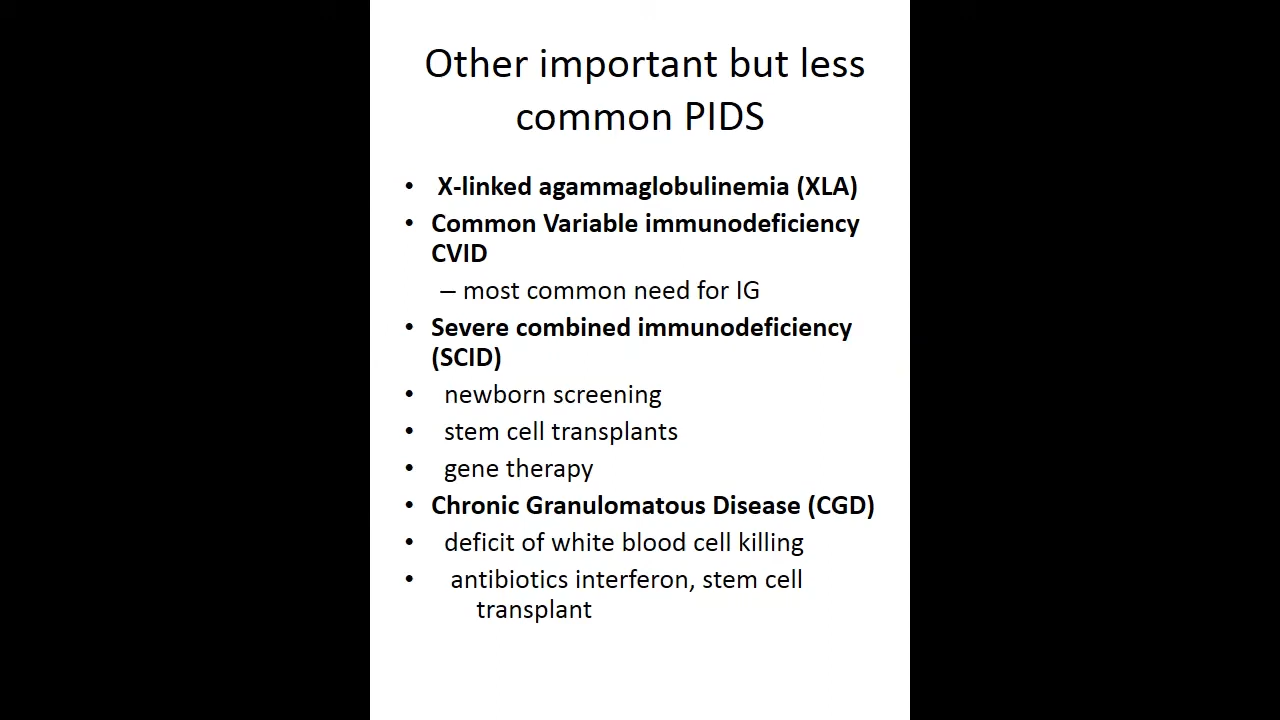 Other important but less
common PIDS
• X-linked agammaglobulinemia (XLA)
• Common Variable immunodeficiency
CVID
– most common need for IG
• Severe combined immunodeficiency
(SCID)
• newborn screening
• stem cell transplants
• gene therapy
• Chronic Granulomatous Disease (CGD)
• deficit of white blood cell killing
• antibiotics interferon, stem cell
transplant